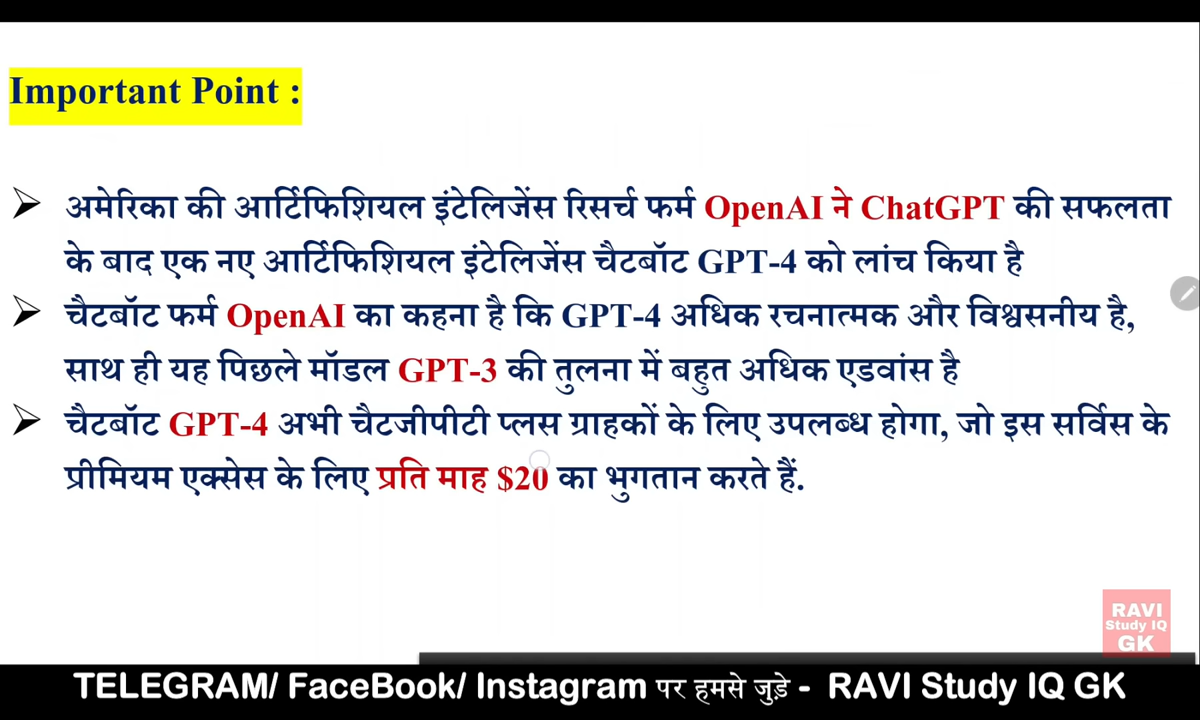 Important Point :
अमेरिका की आर्टिफिशियल इंटेलिजेंस रिसर्च फर्म OpenAI ने ChatGPT की सफलता
के बाद एक नए आर्टिफिशियल इंटेलिजेंस चैटबॉट GPT-4 को लांच किया है
चैटबॉट फर्म OpenAI का कहना है कि GPT-4 अधिक रचनात्मक और विश्वसनीय है,
साथ ही यह पिछले मॉडल GPT-3 की तुलना में बहुत अधिक एडवांस है
चैटबॉट GPT-4 अभी चैटजीपीटी प्लस ग्राहकों के लिए उपलब्ध होगा, जो इस सर्विस के
प्रीमियम एक्सेस के लिए प्रति माह $20 का भुगतान करते हैं.
RAVI
Study IQ
GK
TELEGRAM/ FaceBook/ Instagram पर हमसे जुड़े - RAVI Study IQ GK